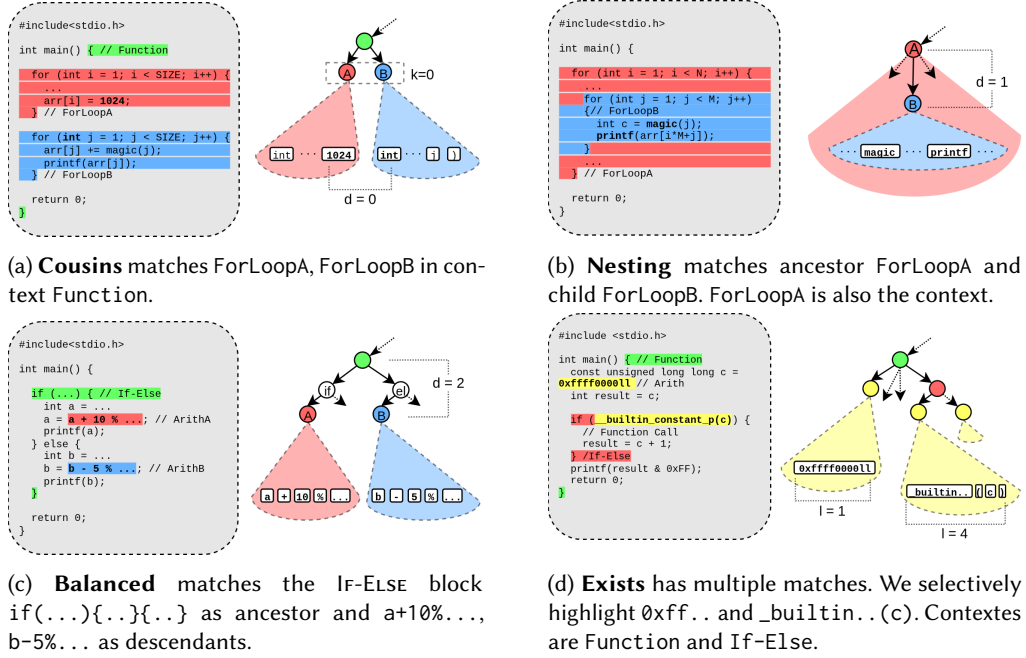 #include<stdio.h>
int main() { // Function
for (int i = 1; i < SIZE; i++) {
...
arr[i] = 1024;
} // ForLoopA
for (int j = 1; j < SIZE; j++) {
arr[j] += magic(j);
printf(arr[j]);
} // ForLoopB
return 0;
}
A B k=0
int ... 1024 int ... j )
d = 0
(a) Cousins matches ForLoopA, ForLoopB in con-
text Function.
#include<stdio.h>
int main() {
for (int i = 1; i < N; i++) {
...
for (int j = 1; j < M; j++)
{// ForLoopB
int c = magic(j);
printf(arr[i*M+j]);
}
...
} // ForLoopA
return 0;
}
A
d = 1
B
... magic ... printf ...
(b) Nesting matches ancestor ForLoopA and
child ForLoopB. ForLoopA is also the context.
#include<stdio.h>
int main() {
if (...) { // If-Else
int a = ...
a = a + 10 % ...; // ArithA
printf(a);
} else {
int b = ...
b = b - 5 % ...; // ArithB
printf(b);
}
return 0;
}
if el d = 2
A B
a + 10 % ... b - 5 % ...
(c) Balanced matches the If-Else block
if(...){..}{..} as ancestor and a+10%...,
b-5%... as descendants.
#include <stdio.h>
int main() { // Function
const unsigned long long c =
0xffff0000ll // Arith
int result = c;
if (__builtin_constant_p(c)) {
// Function Call
result = c + 1;
} /If-Else
printf(result & 0xFF);
return 0;
}
0xffff0000ll
l = 1
_builtin.. ( c )
l = 4
(d) Exists has multiple matches. We selectively
highlight 0xff.. and _builtin..(c). Contextes
are Function and If-Else.